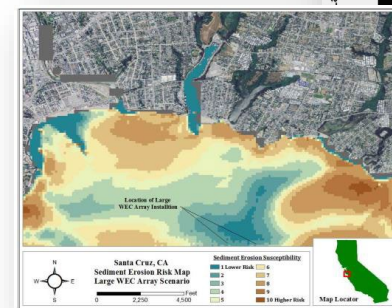 Location of Large
WEC Array Installtion
Santa Cruz, CA
Sediment Erosion Risk Map
Large WEC Array Scenario
Feet
0 2,250 4,500
Sediment Erosion Susceptibility
1 Lower Risk
2
3
4
5
6
7
8
9
10 Higher Risk
N
W E
S
Map Locator